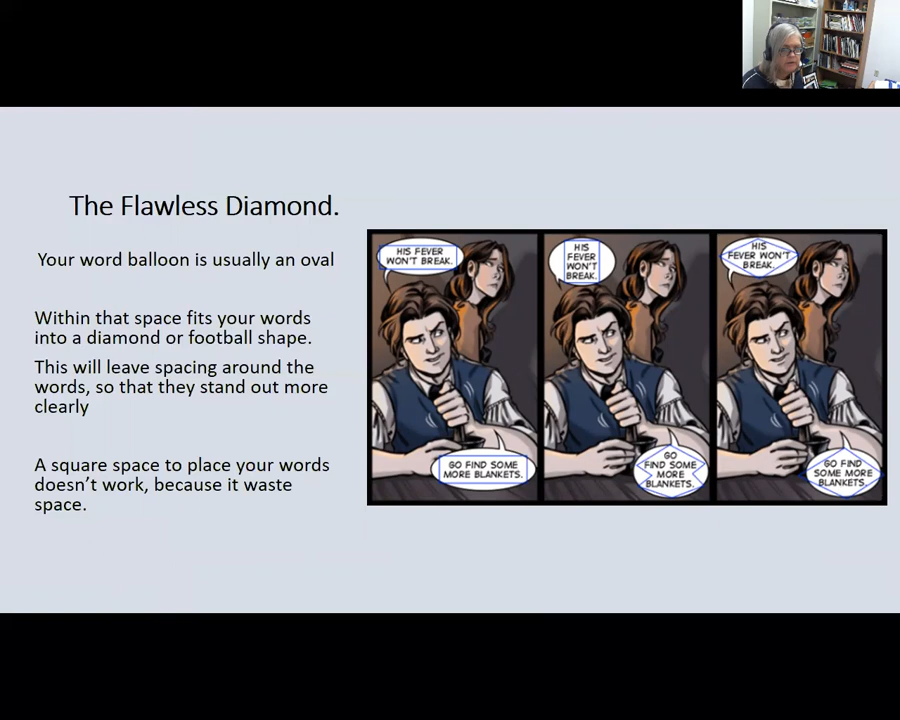 The Flawless Diamond.
Your word balloon is usually an oval
Within that space fits your words
into a diamond or football shape.
This will leave spacing around the
words, so that they stand out more
clearly
A square space to place your words
doesn't work, because it waste
space.
HIS FEVER
WON'T BREAK.
GO FIND SOME
MORE BLANKETS.
HIS
FEVER
WON'T
BREAK.
GO
FIND SOME
MORE
BLANKETS.
HIS
FEVER WON'T
BREAK.
GO FIND
SOME MORE
BLANKETS.